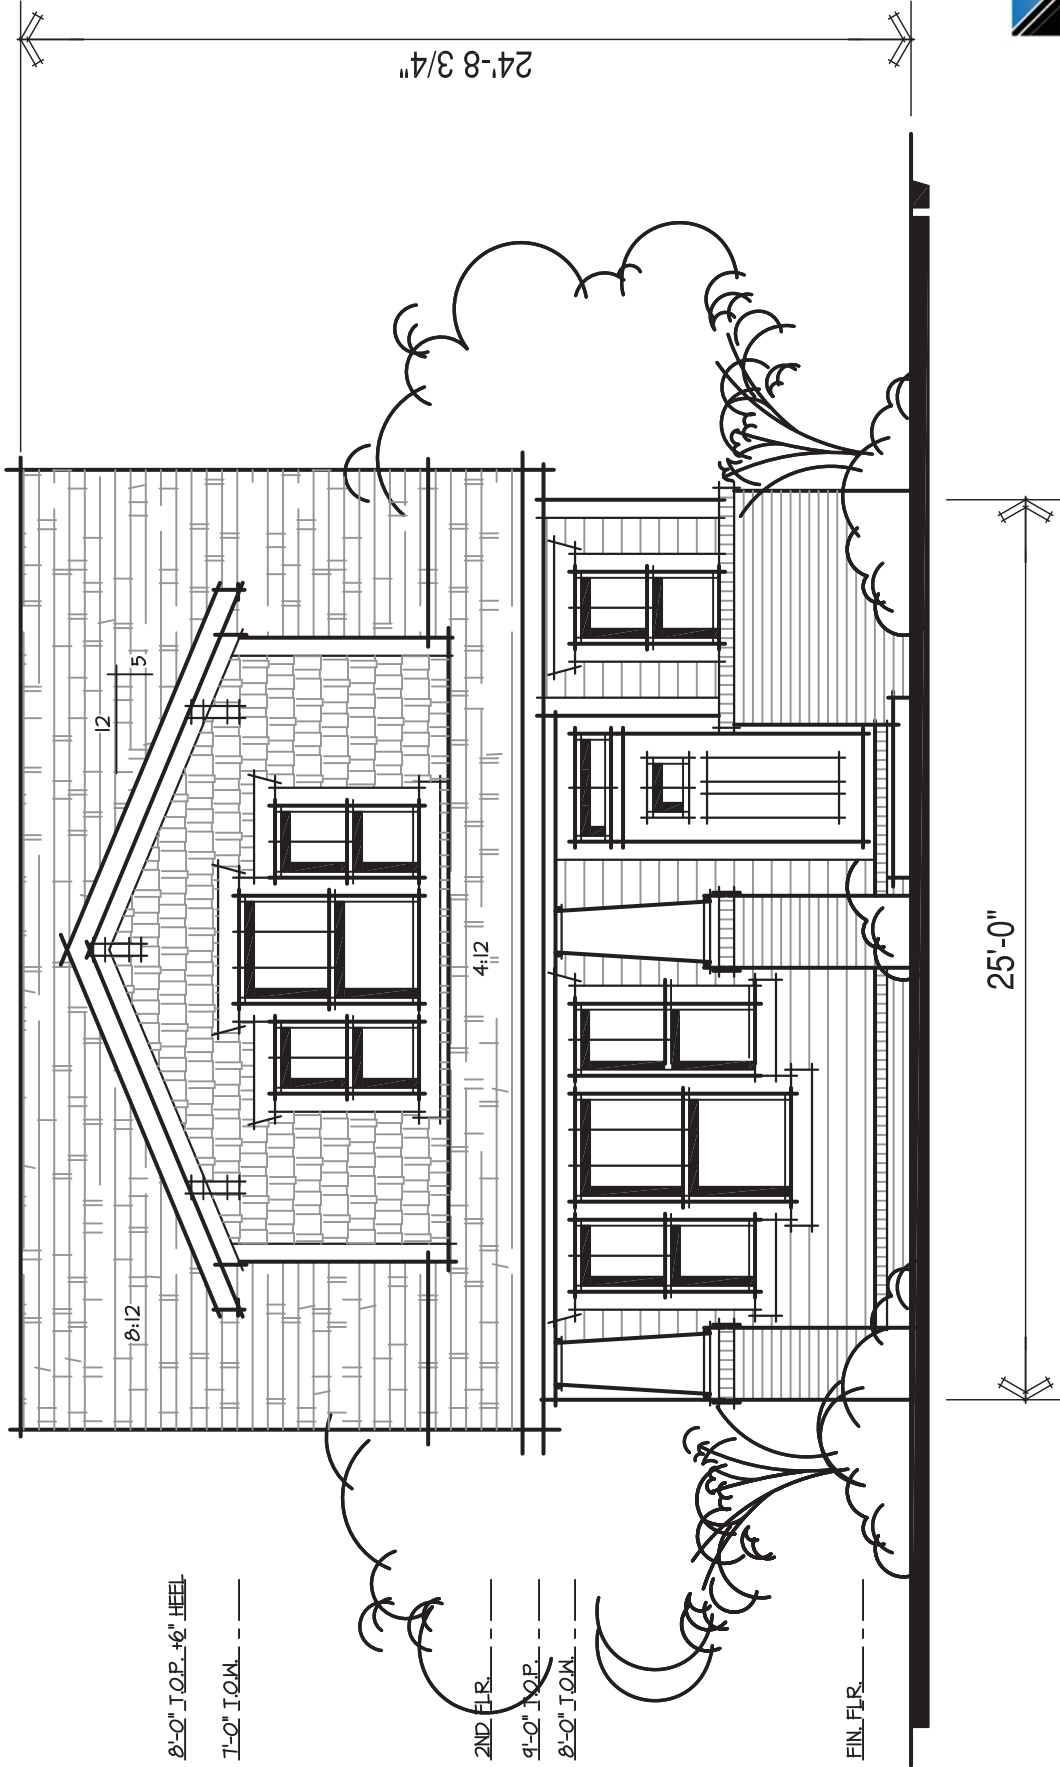 24'-8 3/4"
12
5
8:12
4:12
8'-0" T.O.P. +6" HEEL
7'-0" T.O.W.
2ND FLR.
9'-0" T.O.P.
8'-0" T.O.W.
FIN. FLR.
25'-0"